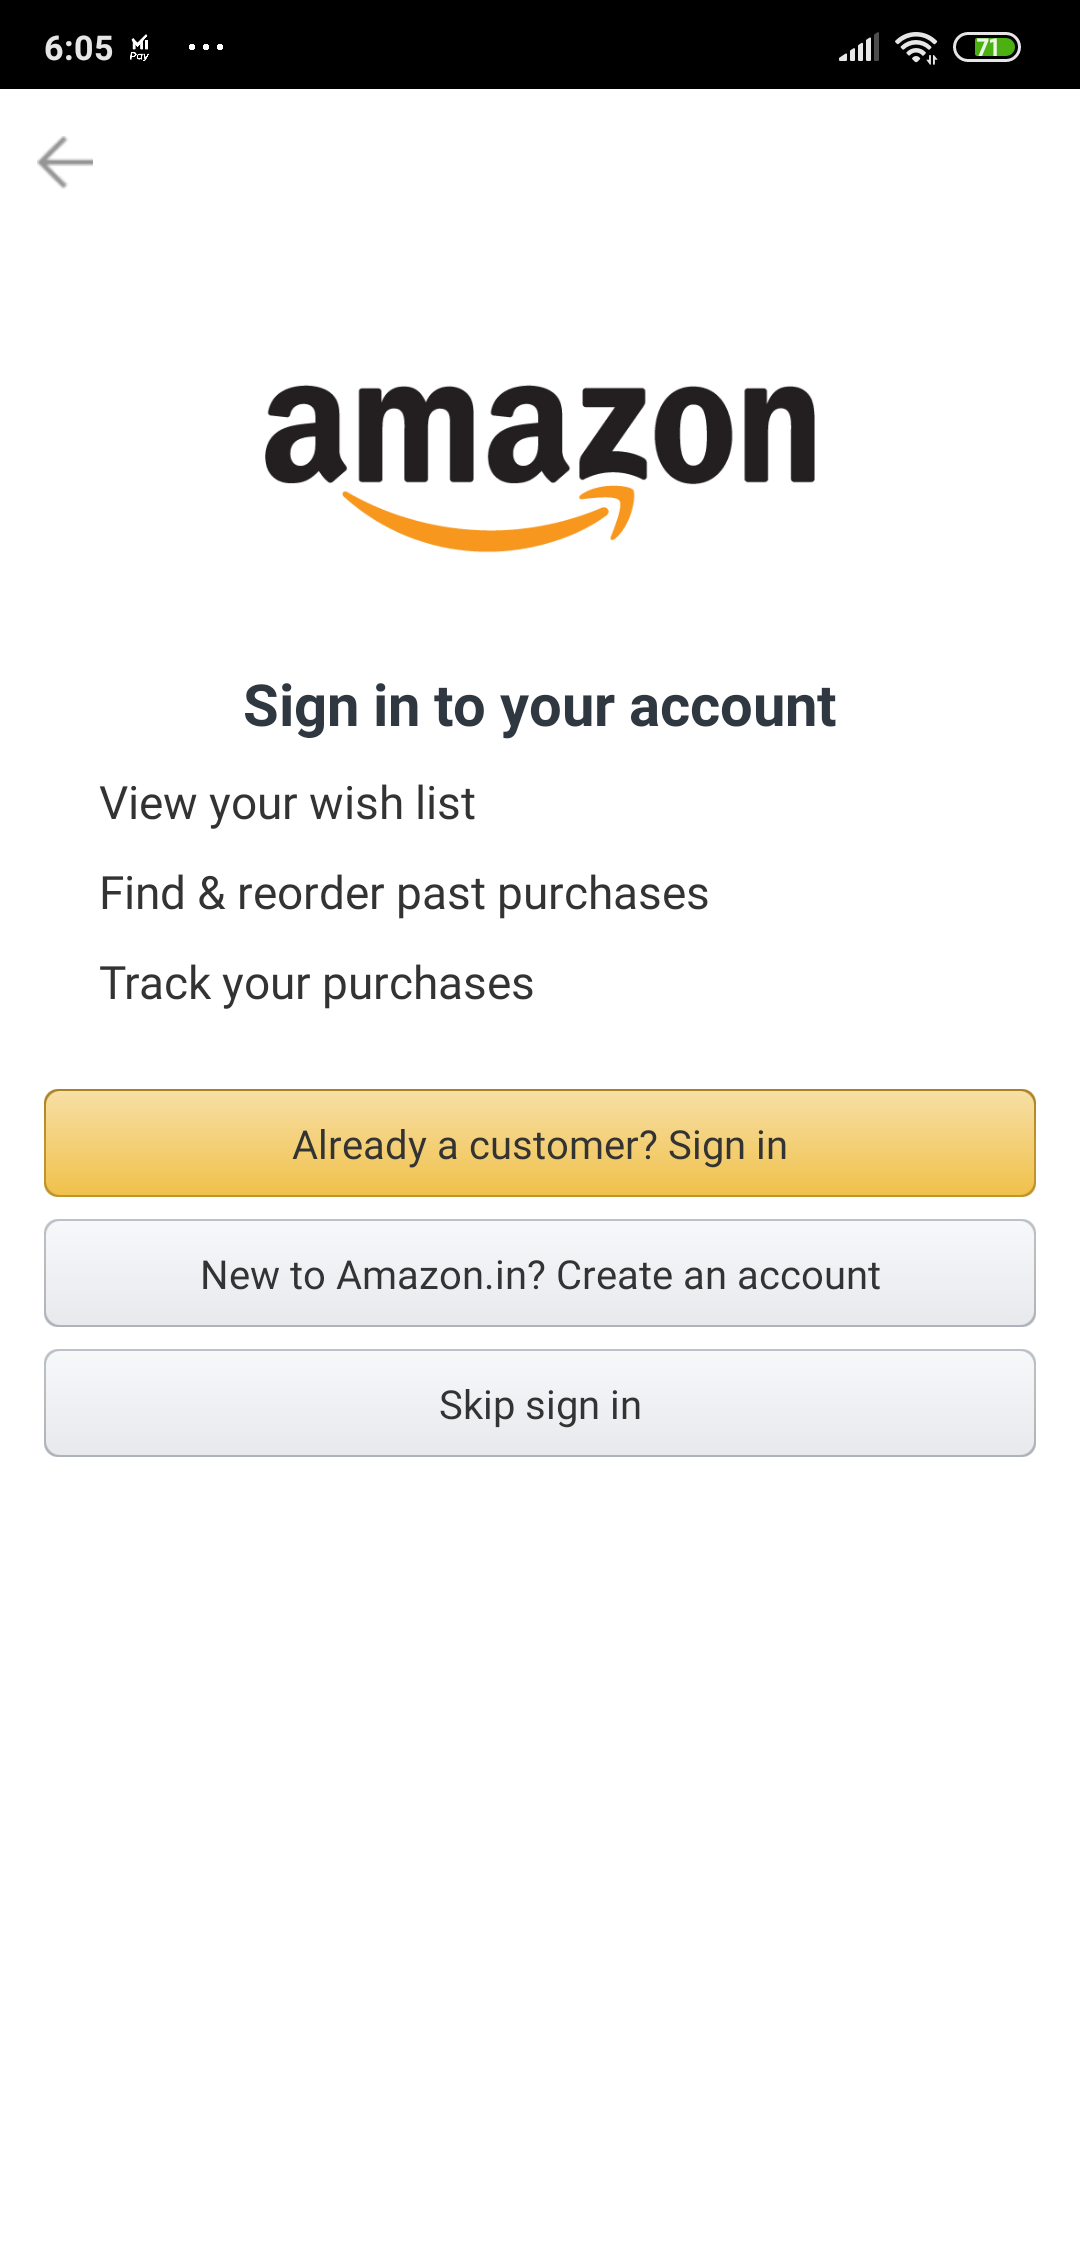 6:05 MI Pay ... 71
amazon
Sign in to your account
View your wish list
Find & reorder past purchases
Track your purchases
Already a customer? Sign in
New to Amazon.in? Create an account
Skip sign in